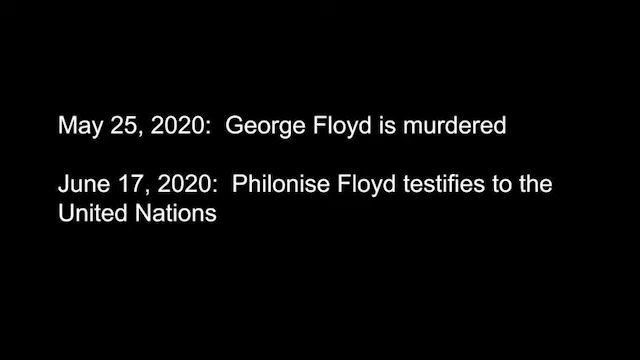 May 25, 2020:  George Floyd is murdered
June 17, 2020:  Philonise Floyd testifies to the
United Nations